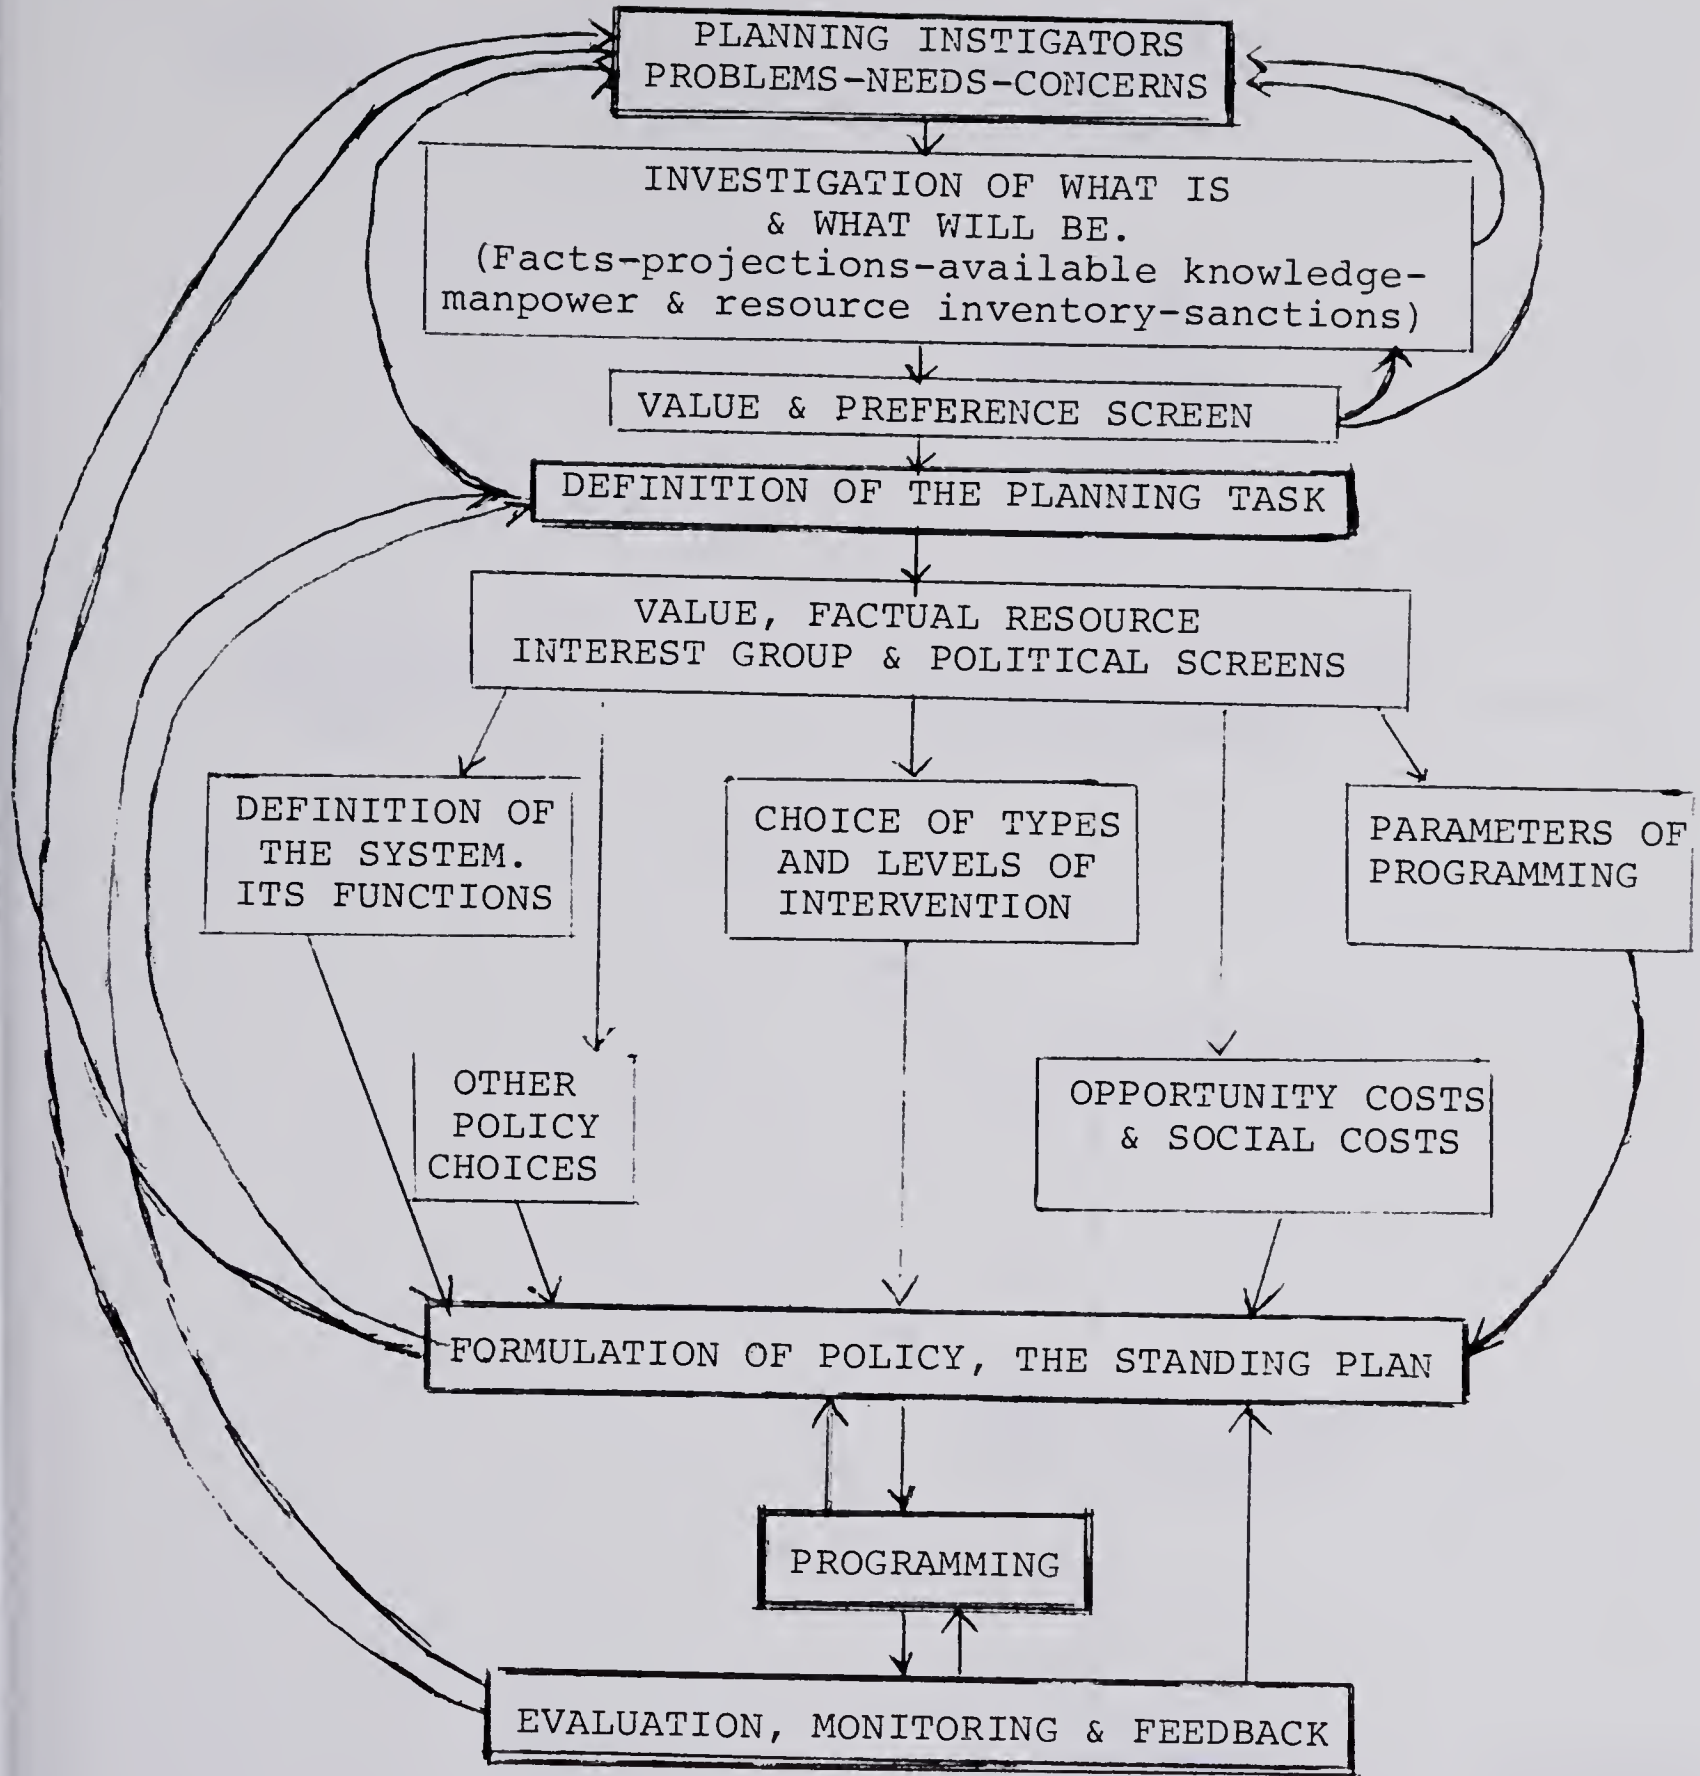 PLANNING INSTIGATORS
PROBLEMS-NEEDS-CONCERNS
INVESTIGATION OF WHAT IS
& WHAT WILL BE.
(Facts-projections-available knowledge-
manpower & resource inventory-sanctions)
VALUE & PREFERENCE SCREEN
DEFINITION OF THE PLANNING TASK
VALUE, FACTUAL RESOURCE
INTEREST GROUP & POLITICAL SCREENS
DEFINITION OF
THE SYSTEM.
ITS FUNCTIONS
CHOICE OF TYPES
AND LEVELS OF
INTERVENTION
PARAMETERS OF
PROGRAMMING
OTHER
POLICY
CHOICES
OPPORTUNITY COSTS
& SOCIAL COSTS
FORMULATION OF POLICY, THE STANDING PLAN
PROGRAMMING
EVALUATION, MONITORING & FEEDBACK